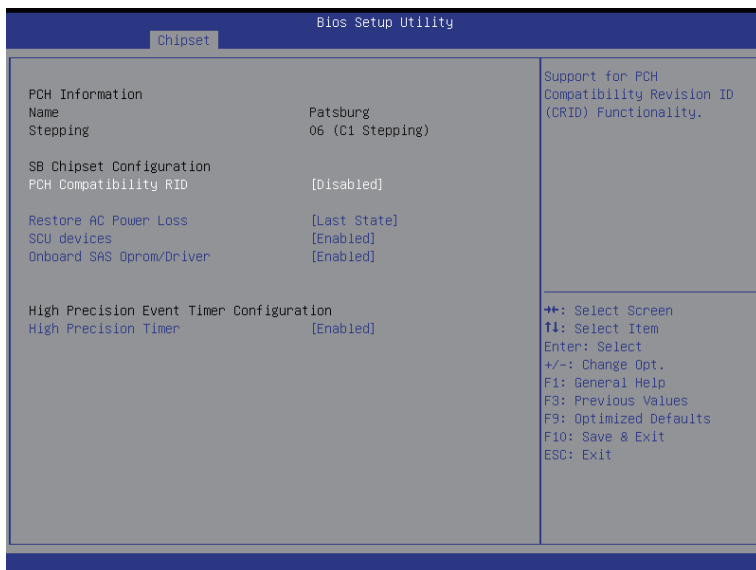 Bios Setup Utility
Chipset
PCH Information
Name Patsburg
Stepping 06 (C1 Stepping)
SB Chipset Configuration
PCH Compatibility RID [Disabled]
Restore AC Power Loss [Last State]
SCU devices [Enabled]
Onboard SAS Oprom/Driver [Enabled]
High Precision Event Timer Configuration
High Precision Timer [Enabled]
Support for PCH
Compatibility Revision ID
(CRID) Functionality.
→←: Select Screen
↑↓: Select Item
Enter: Select
+/-: Change Opt.
F1: General Help
F3: Previous Values
F9: Optimized Defaults
F10: Save & Exit
ESC: Exit